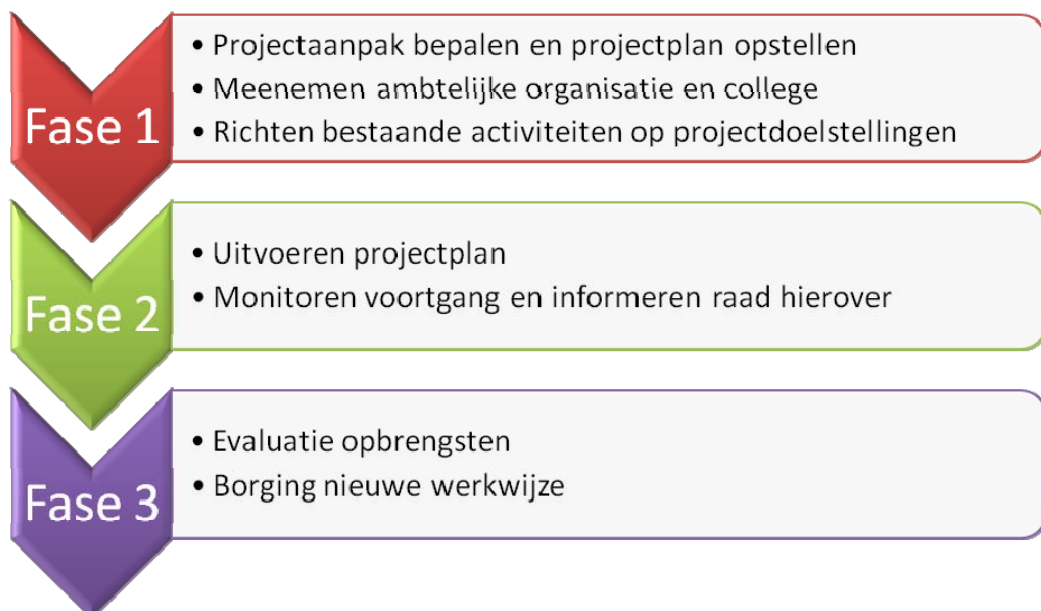 Fase 1
• Projectaanpak bepalen en projectplan opstellen
• Meenemen ambtelijke organisatie en college
• Richten bestaande activiteiten op projectdoelstellingen
Fase 2
• Uitvoeren projectplan
• Monitoren voortgang en informeren raad hierover
Fase 3
• Evaluatie opbrengsten
• Borging nieuwe werkwijze